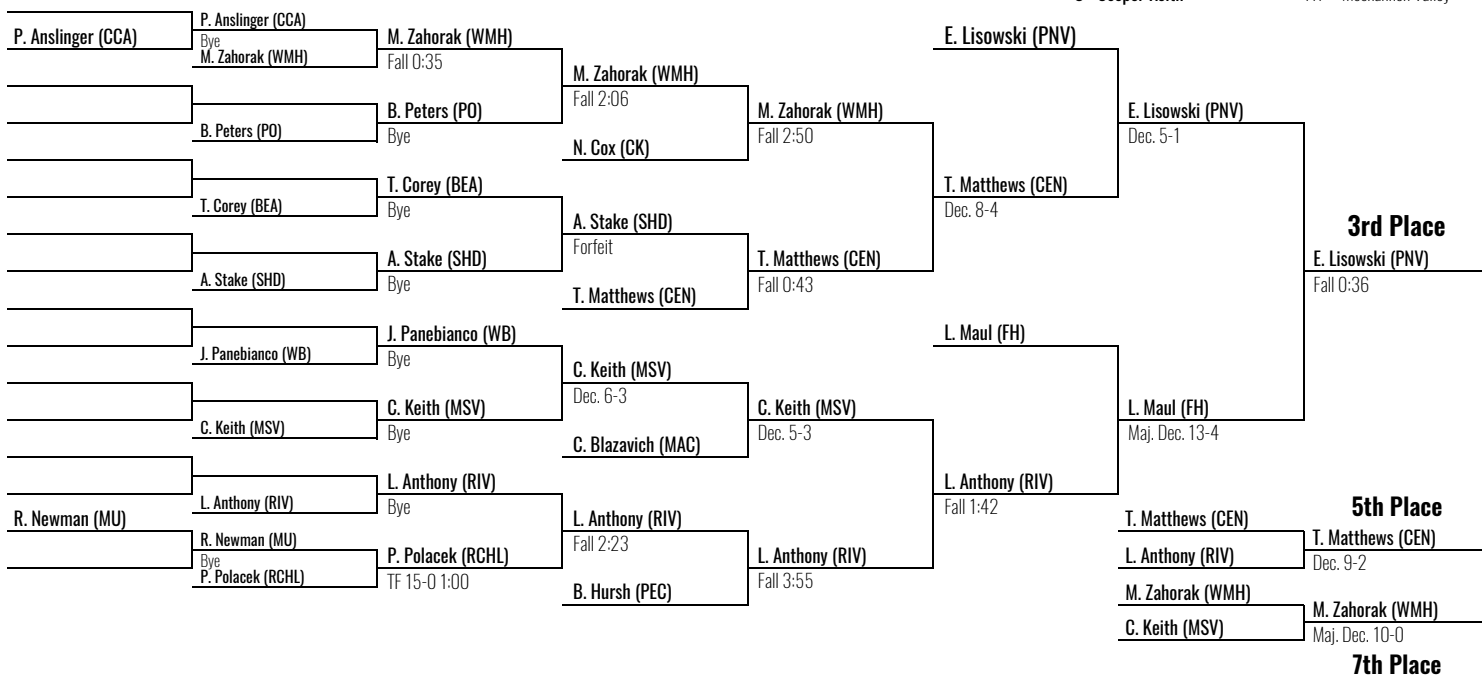 P. Anslinger (CCA)
P. Anslinger (CCA)
Bye
M. Zahorak (WMH)
M. Zahorak (WMH)
Fall 0:35
B. Peters (PO)
B. Peters (PO)
Bye
M. Zahorak (WMH)
Fall 2:06
N. Cox (CK)
M. Zahorak (WMH)
Fall 2:50
T. Corey (BEA)
T. Corey (BEA)
Bye
A. Stake (SHD)
A. Stake (SHD)
Bye
A. Stake (SHD)
Forfeit
T. Matthews (CEN)
T. Matthews (CEN)
Fall 0:43
T. Matthews (CEN)
Dec. 8-4
E. Lisowski (PNV)
E. Lisowski (PNV)
Dec. 5-1
J. Panebianco (WB)
J. Panebianco (WB)
Bye
C. Keith (MSV)
C. Keith (MSV)
Bye
C. Keith (MSV)
Dec. 6-3
C. Blazavich (MAC)
C. Keith (MSV)
Dec. 5-3
L. Anthony (RIV)
L. Anthony (RIV)
Bye
R. Newman (MU)
R. Newman (MU)
Bye
P. Polacek (RCHL)
P. Polacek (RCHL)
TF 15-0 1:00
L. Anthony (RIV)
Fall 2:23
B. Hursh (PEC)
L. Anthony (RIV)
Fall 3:55
L. Anthony (RIV)
Fall 1:42
L. Maul (FH)
L. Maul (FH)
Maj. Dec. 13-4
3rd Place
E. Lisowski (PNV)
Fall 0:36
5th Place
T. Matthews (CEN)
L. Anthony (RIV)
T. Matthews (CEN)
Dec. 9-2
M. Zahorak (WMH)
C. Keith (MSV)
M. Zahorak (WMH)
Maj. Dec. 10-0
7th Place